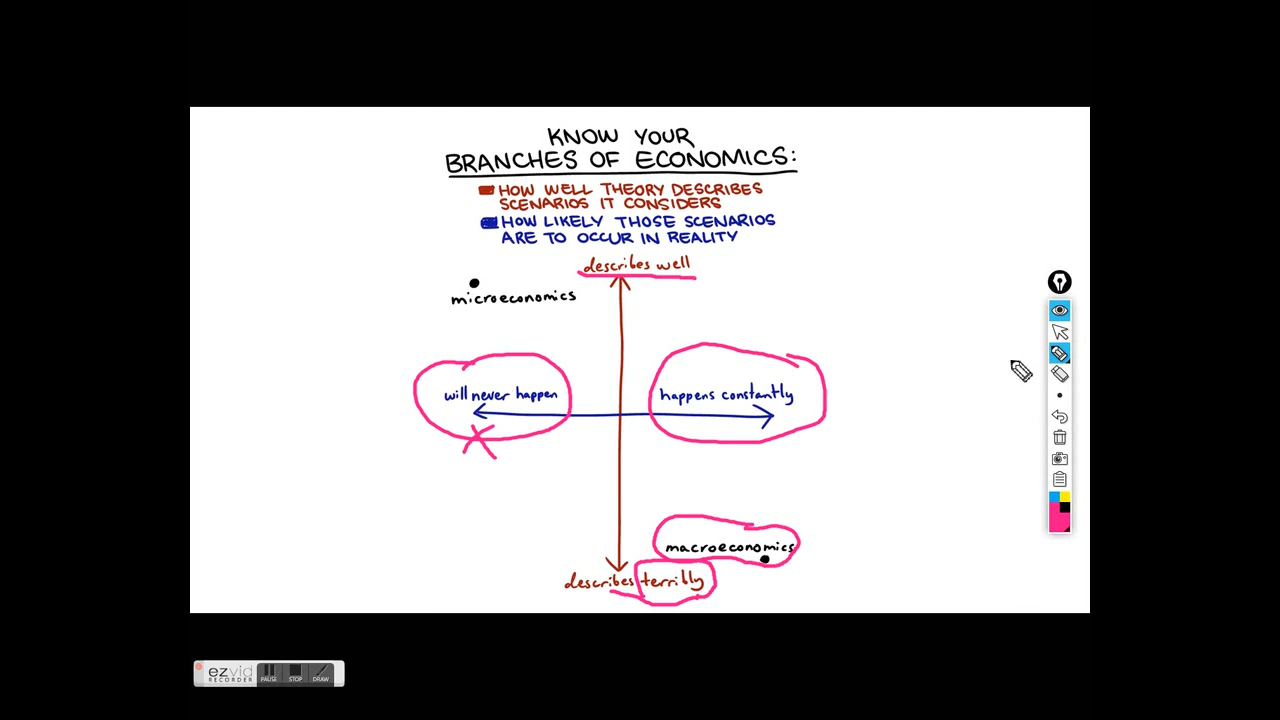 KNOW YOUR
BRANCHES OF ECONOMICS:
HOW WELL THEORY DESCRIBES
SCENARIOS IT CONSIDERS
HOW LIKELY THOSE SCENARIOS
ARE TO OCCUR IN REALITY
describes well
microeconomics
will never happen
happens constantly
macroeconomics
describes terrilly
ezvid
RECORDER
PAUSE
STOP
DRAW